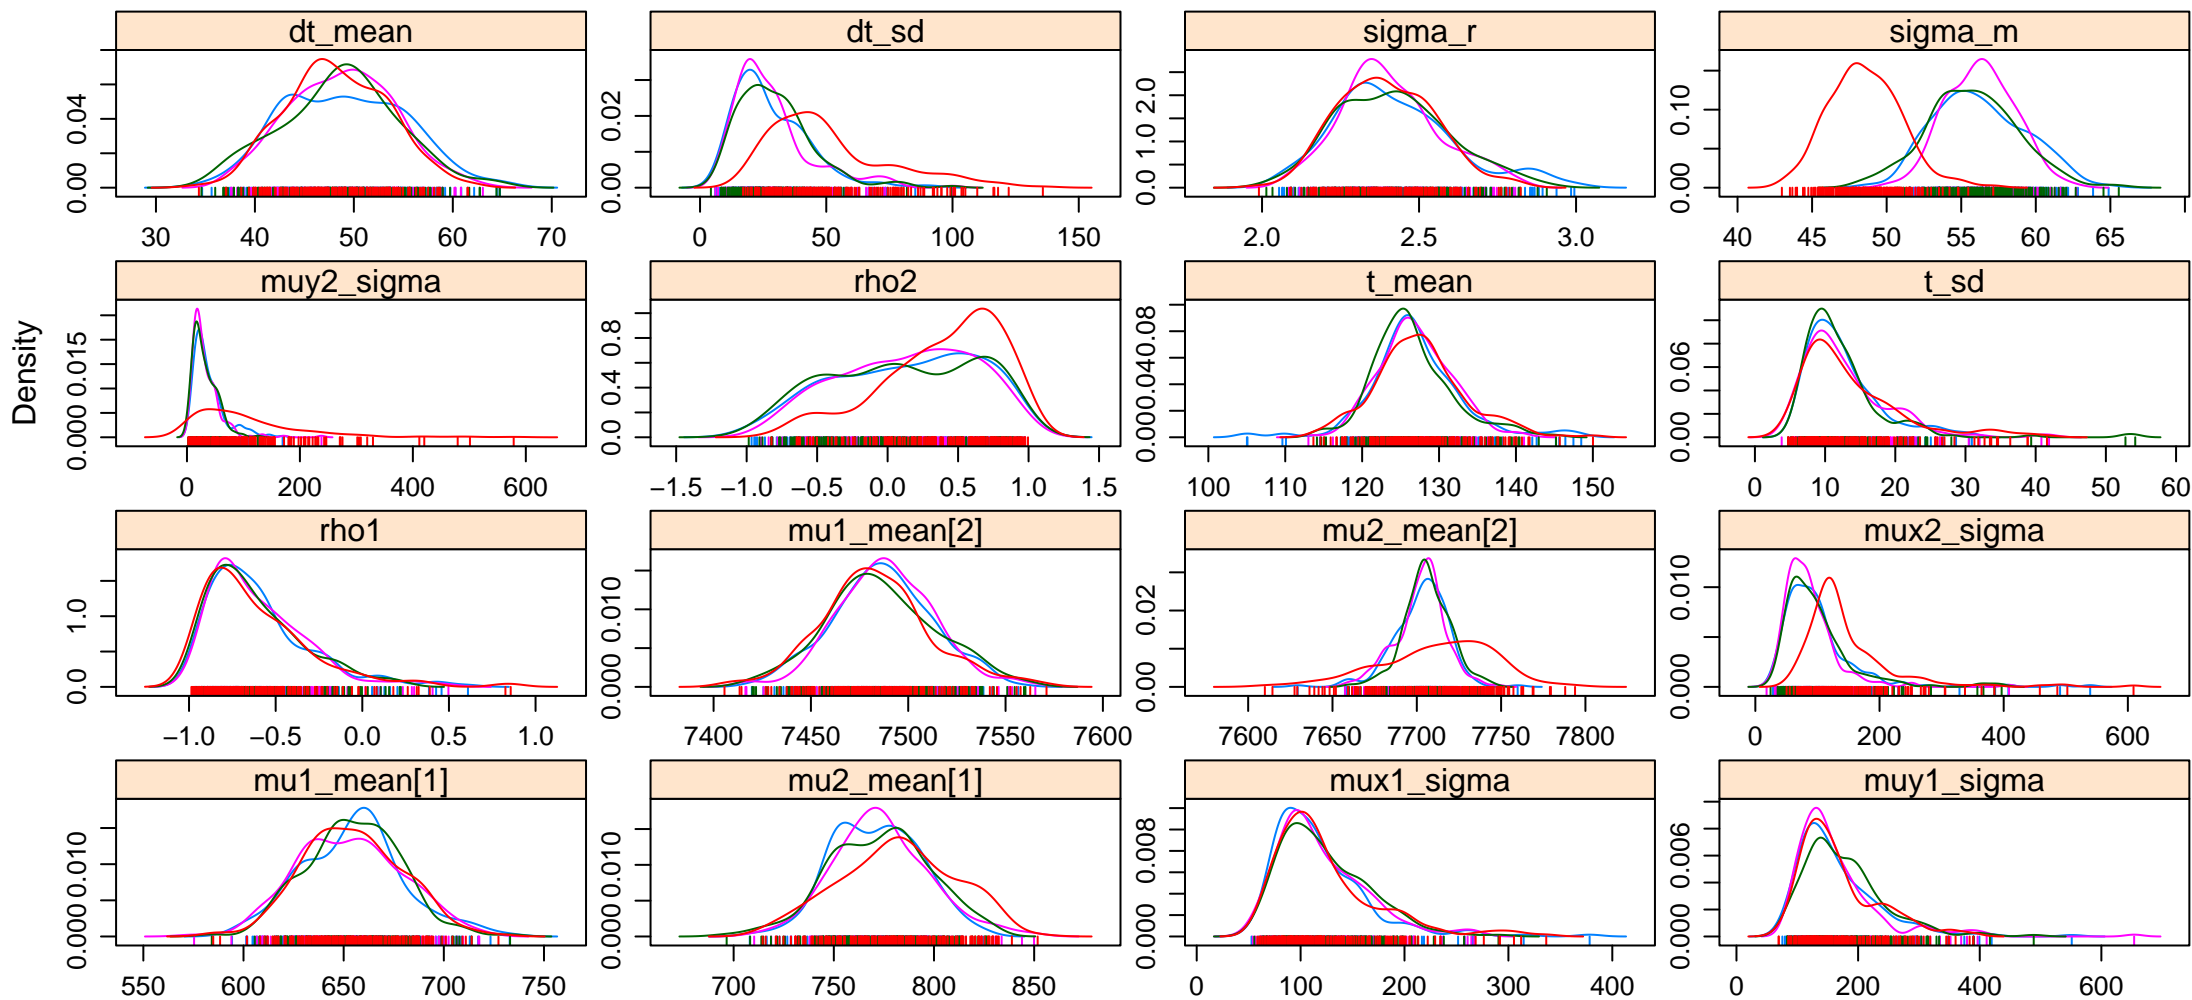 dt_mean dt_sd sigma_r sigma_m
0.00 0.04
0.00 0.02
0.0 1.0 2.0
0.00 0.10
30 40 50 60 70
0 50 100 150
2.0 2.5 3.0
40 45 50 55 60 65
muy2_sigma rho2 t_mean t_sd
Density
0.000 0.015
0.0 0.4 0.8
0.00 0.04 0.08
0.00 0.06
0 200 400 600
−1.5 −1.0 −0.5 0.0 0.5 1.0 1.5
100 110 120 130 140 150
0 10 20 30 40 50 60
rho1 mu1_mean[2] mu2_mean[2] mux2_sigma
0.0 1.0
0.000 0.010
0.00 0.02
0.000 0.010
−1.0 −0.5 0.0 0.5 1.0
7400 7450 7500 7550 7600
7600 7650 7700 7750 7800
0 200 400 600
mu1_mean[1] mu2_mean[1] mux1_sigma muy1_sigma
0.000 0.010
0.000 0.010
0.000 0.008
0.000 0.006
550 600 650 700 750
700 750 800 850
0 100 200 300 400
0 200 400 600